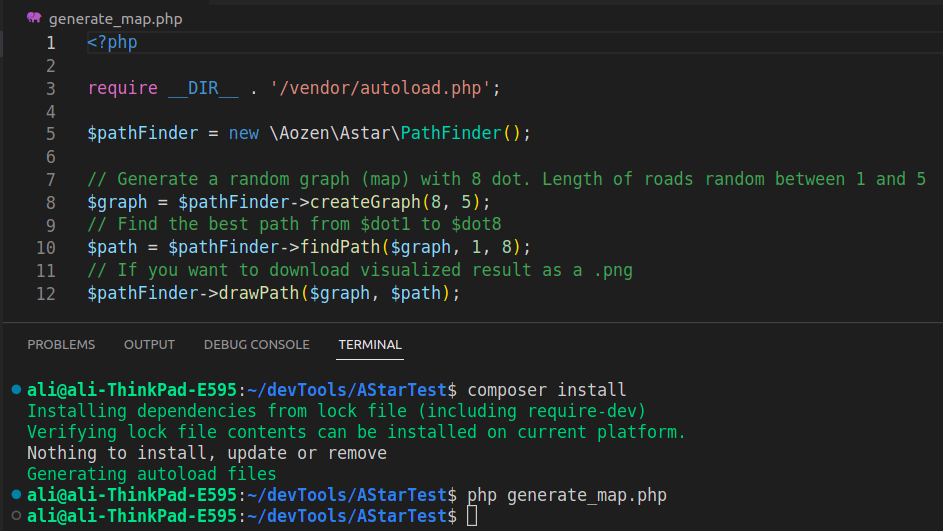 generate_map.php
1 <?php
2
3 require __DIR__ . '/vendor/autoload.php';
4
5 $pathFinder = new \Aozen\Astar\PathFinder();
6
7 // Generate a random graph (map) with 8 dot. Length of roads random between 1 and 5
8 $graph = $pathFinder->createGraph(8, 5);
9 // Find the best path from $dot1 to $dot8
10 $path = $pathFinder->findPath($graph, 1, 8);
11 // If you want to download visualized result as a .png
12 $pathFinder->drawPath($graph, $path);
PROBLEMS OUTPUT DEBUG CONSOLE TERMINAL
ali@ali-ThinkPad-E595:~/devTools/AStarTest$ composer install
Installing dependencies from lock file (including require-dev)
Verifying lock file contents can be installed on current platform.
Nothing to install, update or remove
Generating autoload files
ali@ali-ThinkPad-E595:~/devTools/AStarTest$ php generate_map.php
ali@ali-ThinkPad-E595:~/devTools/AStarTest$